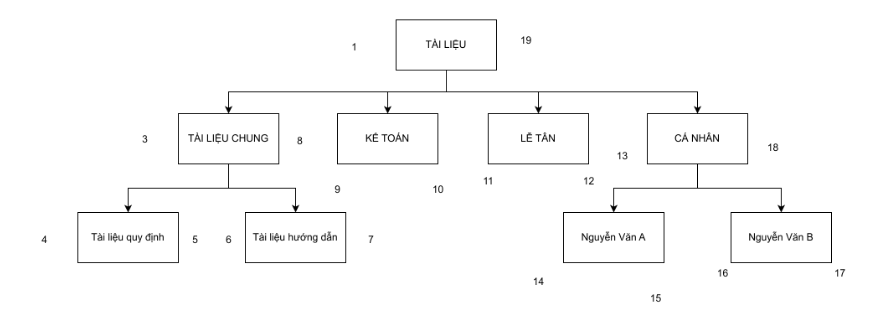 1
TÀI LIỆU
19
3
TÀI LIỆU CHUNG
8
KẾ TOÁN
LỄ TÂN
13
CÁ NHÂN
18
9
10
11
12
4
Tài liệu quy định
5
6
Tài liệu hướng dẫn
7
Nguyễn Văn A
Nguyễn Văn B
14
15
16
17